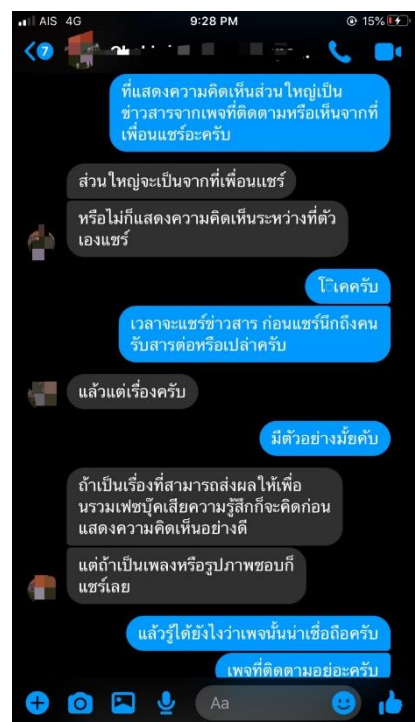 AIS 4G 9:28 PM 15%
7
ที่แสดงความคิดเห็นส่วนใหญ่เป็น
ข่าวสารจากเพจที่ติดตามหรือเห็นจากที่
เพื่อนแชร์อะครับ
ส่วนใหญ่จะเป็นจากที่เพื่อนแชร์
หรือไม่ก็แสดงความคิดเห็นระหว่างที่ตัว
เองแชร์
โิเคครับ
เวลาจะแชร์ข่าวสาร ก่อนแชร์นึกถึงคน
รับสารต่อหรือเปล่าครับ
แล้วแต่เรื่องครับ
มีตัวอย่างมั้ยคับ
ถ้าเป็นเรื่องที่สามารถส่งผลให้เพื่อ
นรวมเฟซบุ๊คเสียความรู้สึกก็จะคิดก่อน
แสดงความคิดเห็นอย่างดี
แต่ถ้าเป็นเพลงหรือรูปภาพชอบก็
แชร์เลย
แล้วรู้ได้ยังไงว่าเพจนั้นน่าเชื่อถือครับ
เพจที่ติดตามอย่อะครับ
Aa